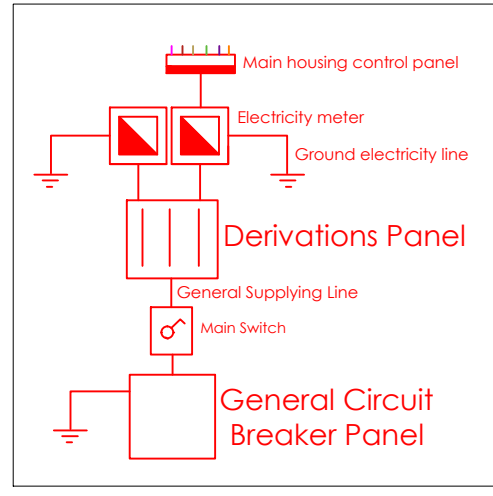 Main housing control panel
Electricity meter
Ground electricity line
Derivations Panel
General Supplying Line
Main Switch
General Circuit
Breaker Panel